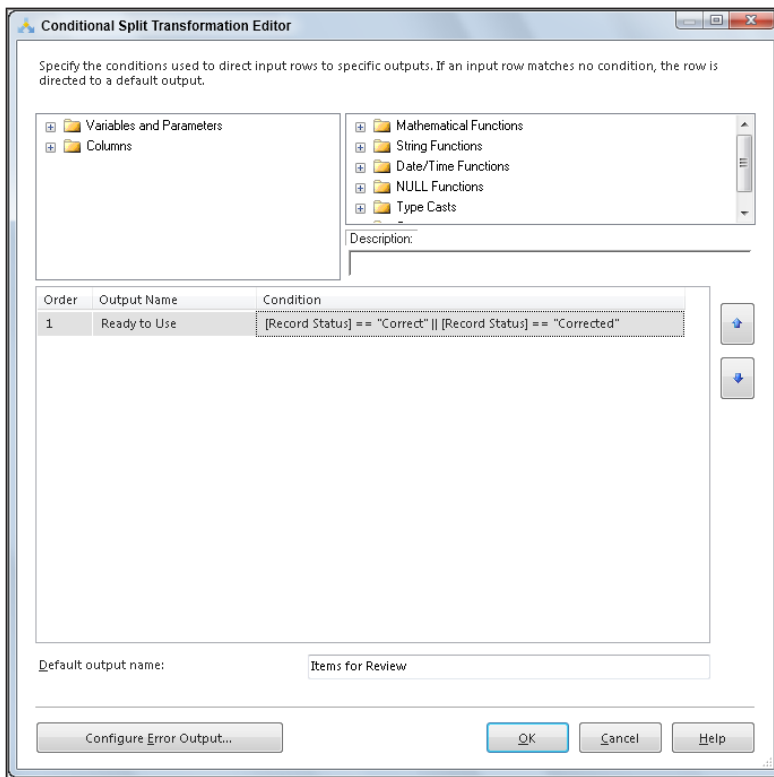 Conditional Split Transformation Editor
Specify the conditions used to direct input rows to specific outputs. If an input row matches no condition, the row is
directed to a default output.
Variables and Parameters
Columns
Mathematical Functions
String Functions
Date/Time Functions
NULL Functions
Type Casts
Description:
Order Output Name Condition
1 Ready to Use [Record Status] == "Correct" || [Record Status] == "Corrected"
Default output name: Items for Review
Configure Error Output... OK Cancel Help